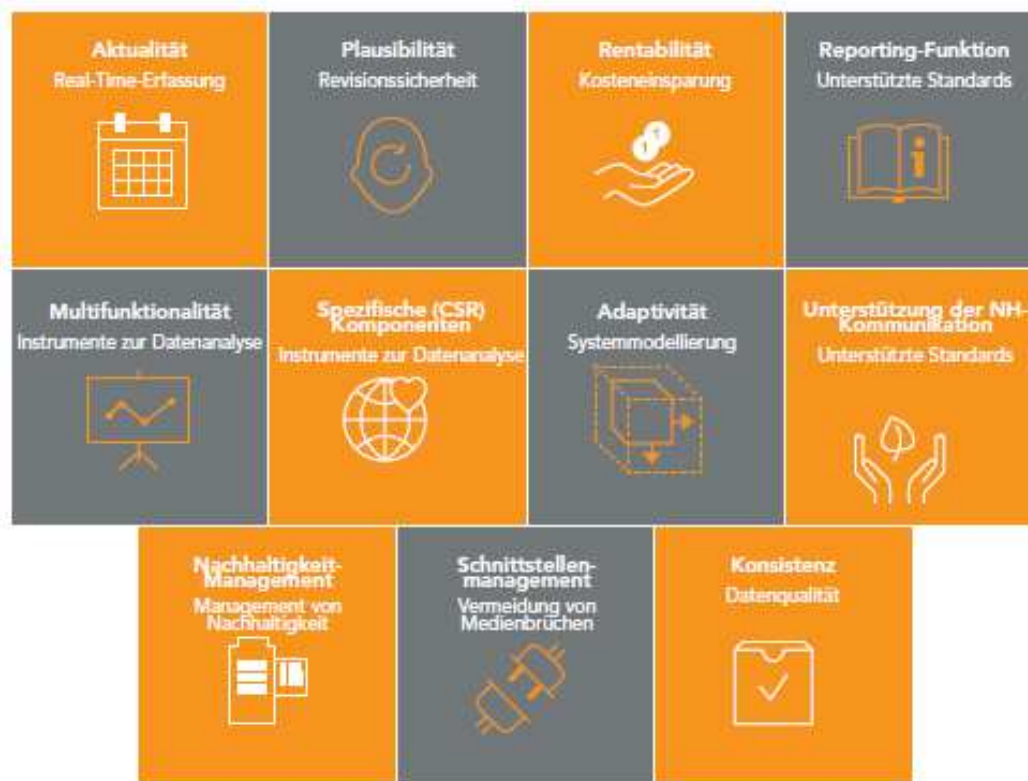 Aktualität
Real-Time-Erfassung
Plausibilität
Revisionssicherheit
Rentabilität
Kosteneinsparung
1
1
Reporting-Funktion
Unterstützte Standards
i
Multifunktionalität
Instrumente zur Datenanalyse
Spezifische (CSR)
Komponenten
Instrumente zur Datenanalyse
Adaptivität
Systemmodellierung
Unterstützung der NH-
Kommunikation
Unterstützte Standards
Nachhaltigkeit-
Management
Management von
Nachhaltigkeit
Schnittstellen-
management
Vermeidung von
Medienbrüchen
Konsistenz
Datenqualität